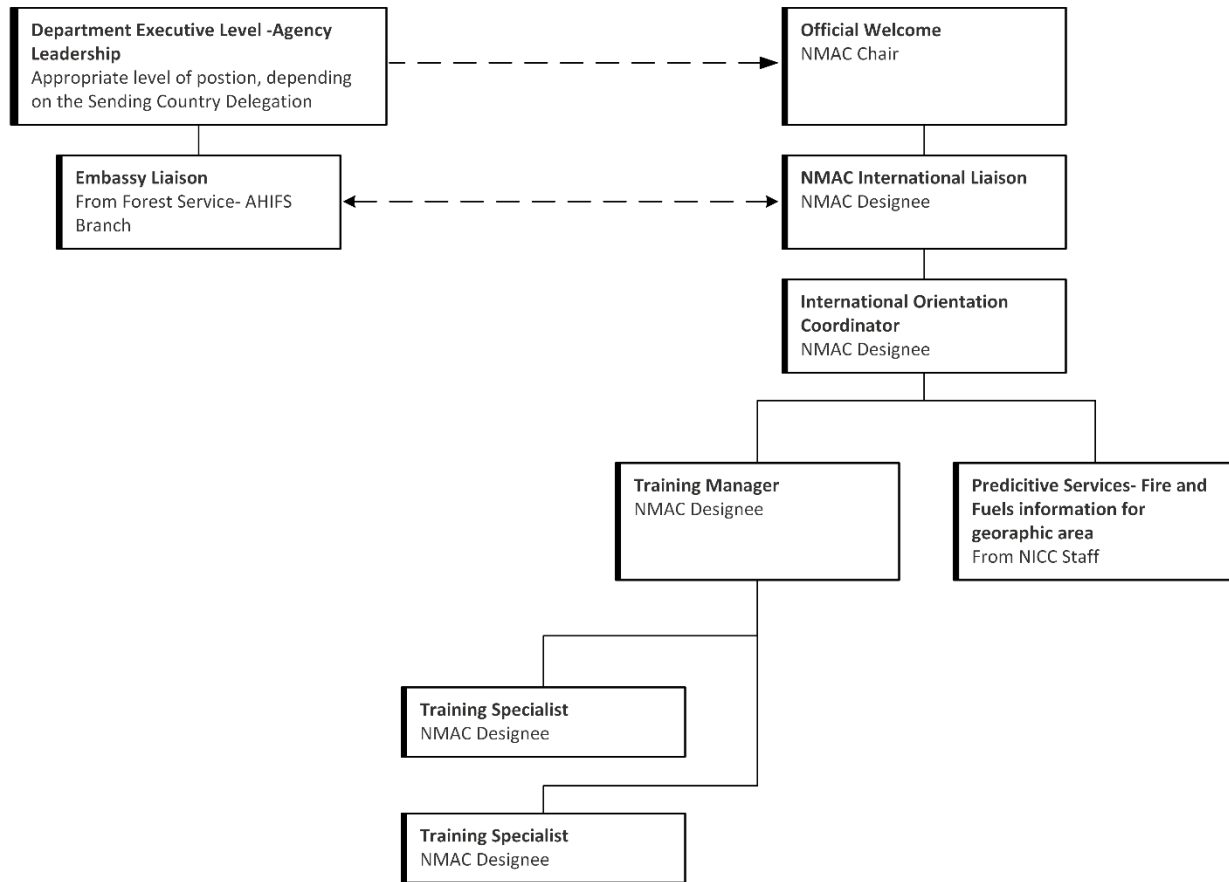 Department Executive Level -Agency
Leadership
Appropriate level of postion, depending
on the Sending Country Delegation
Official Welcome
NMAC Chair
Embassy Liaison
From Forest Service- AHIFS
Branch
NMAC International Liaison
NMAC Designee
International Orientation
Coordinator
NMAC Designee
Training Manager
NMAC Designee
Predicitive Services- Fire and
Fuels information for
georaphic area
From NICC Staff
Training Specialist
NMAC Designee
Training Specialist
NMAC Designee